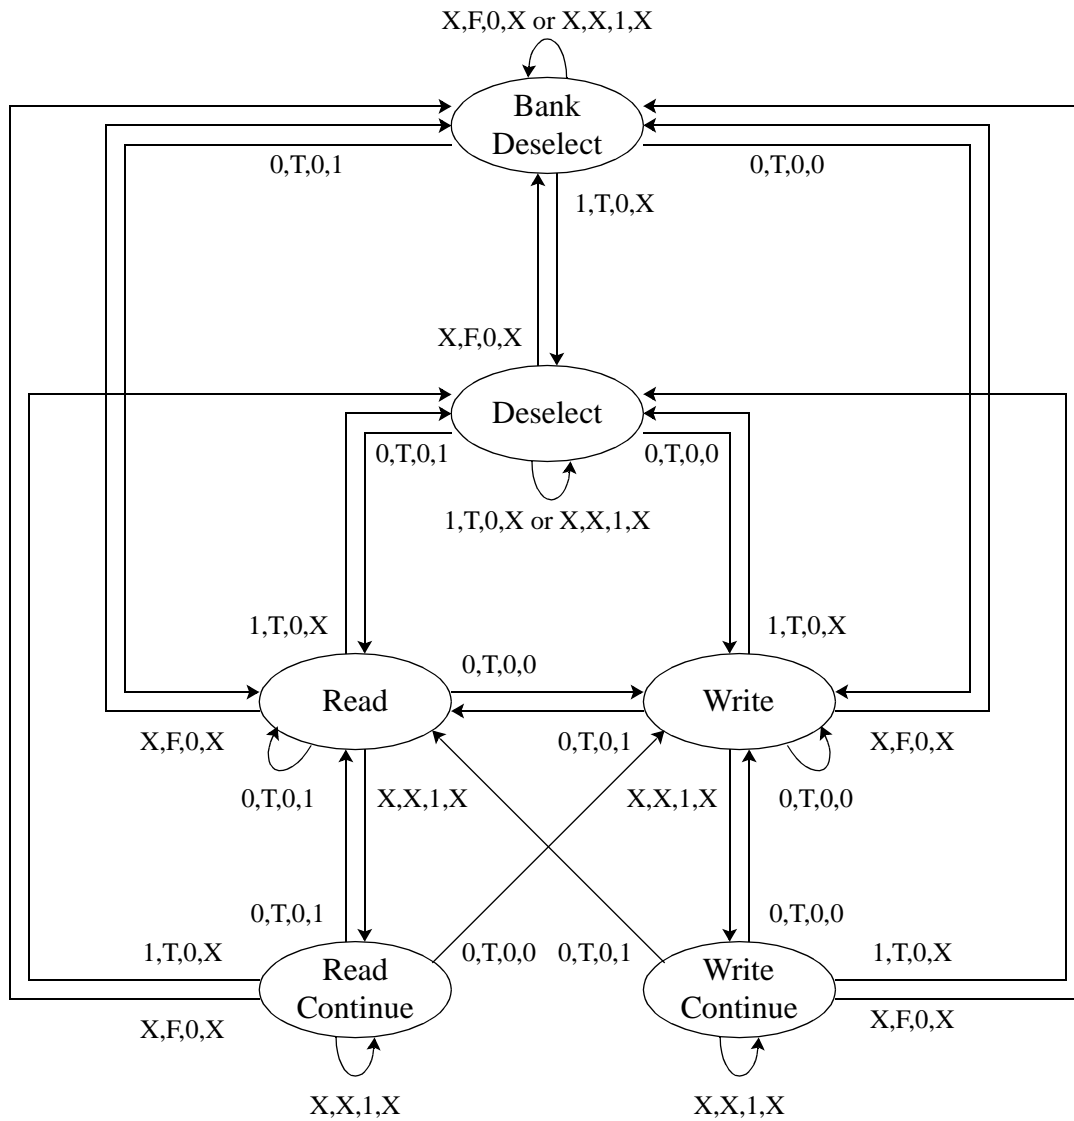 X,F,0,X or X,X,1,X
Bank
Deselect
0,T,0,1
0,T,0,0
1,T,0,X
X,F,0,X
Deselect
0,T,0,1
0,T,0,0
1,T,0,X or X,X,1,X
1,T,0,X
1,T,0,X
0,T,0,0
Read
Write
X,F,0,X
0,T,0,1
X,F,0,X
0,T,0,1
X,X,1,X
X,X,1,X
0,T,0,0
0,T,0,1
0,T,0,0
1,T,0,X
0,T,0,0
0,T,0,1
1,T,0,X
Read
Continue
Write
Continue
X,F,0,X
X,F,0,X
X,X,1,X
X,X,1,X